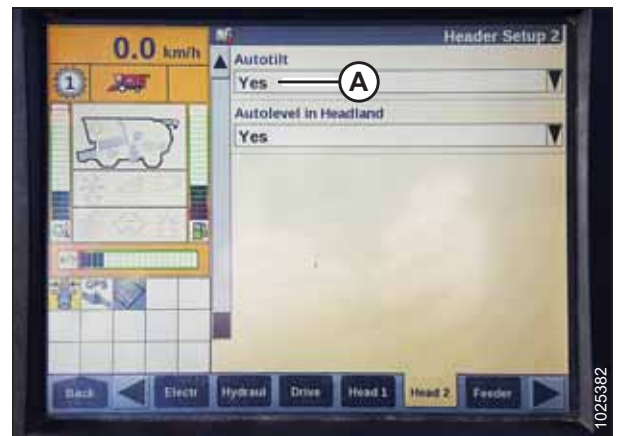 0.0 km/h
Header Setup 2
1
Autotilt
Yes
A
Autolevel in Headland
Yes
GPS
Back
Electr
Hydraul
Drive
Head 1
Head 2
Feeder
1025382